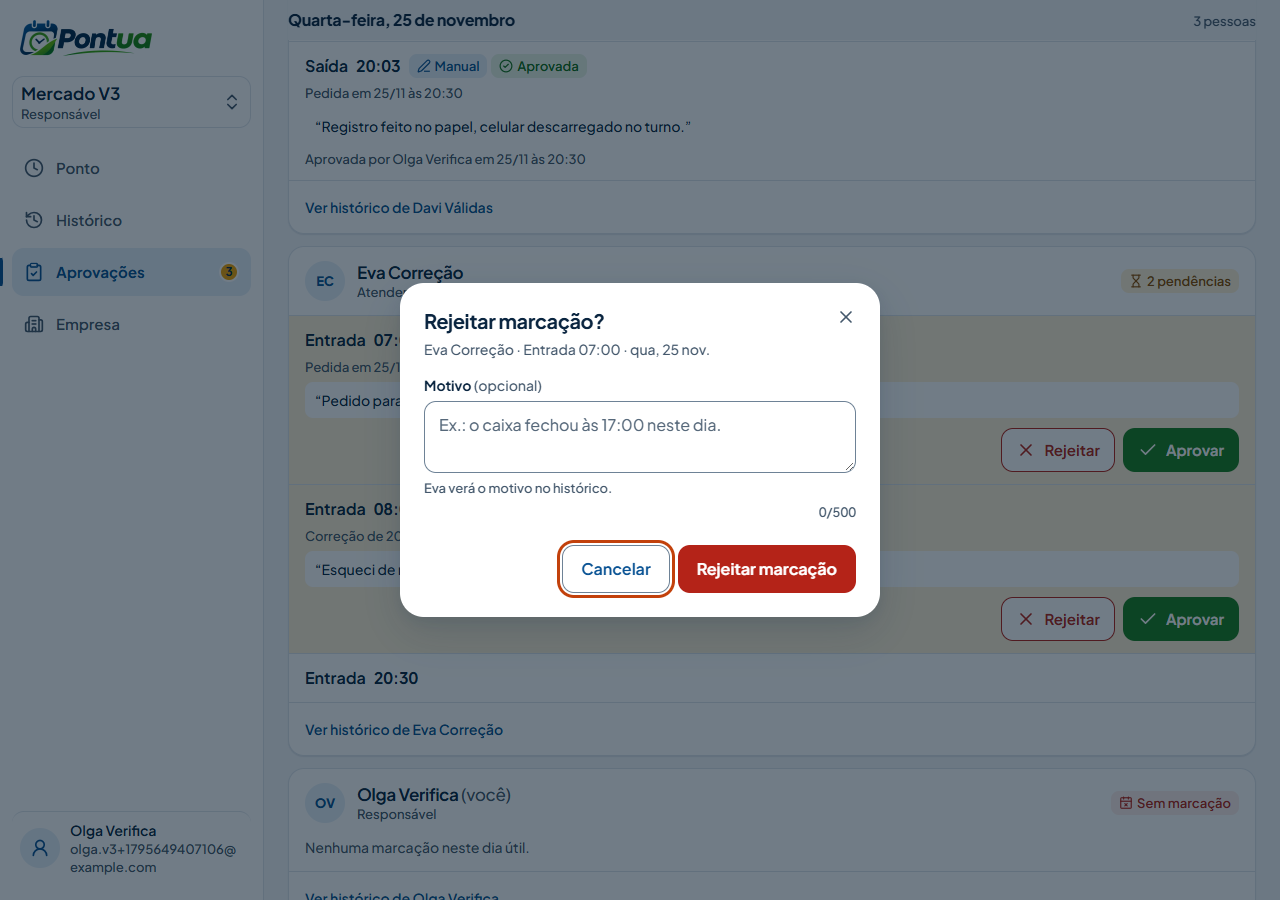 Pontua
Mercado V3
Responsável
Ponto
Histórico
Aprovações
3
Empresa
Olga Verifica
olga.v3+1795649407106@
example.com
Quarta-feira, 25 de novembro
3 pessoas
Saída 20:03
Manual
Aprovada
Pedida em 25/11 às 20:30
“Registro feito no papel, celular descarregado no turno.”
Aprovada por Olga Verifica em 25/11 às 20:30
Ver histórico de Davi Válidas
EC
Eva Correção
2 pendências
Entrada 07:
Pedida em 25/1
“Pedido para
Rejeitar
Aprovar
Entrada 08:
Correção de 20
“Esqueci de
Rejeitar
Aprovar
Entrada 20:30
Ver histórico de Eva Correção
OV
Olga Verifica (você)
Responsável
Sem marcação
Nenhuma marcação neste dia útil.
Ver histórico de Olga Verifica
Rejeitar marcação?
Eva Correção · Entrada 07:00 · qua, 25 nov.
Motivo (opcional)
Ex.: o caixa fechou às 17:00 neste dia.
Eva verá o motivo no histórico.
0/500
Cancelar
Rejeitar marcação